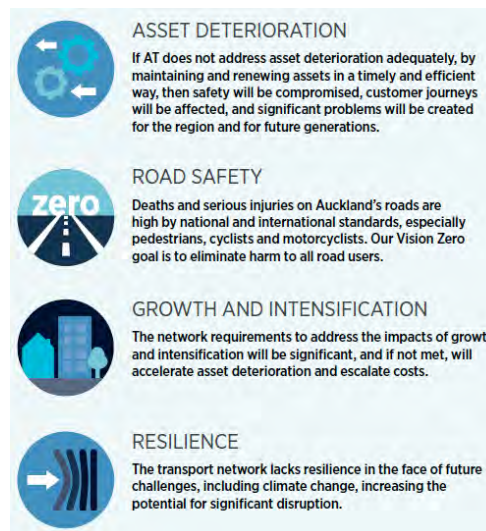 ASSET DETERIORATION
If AT does not address asset deterioration adequately, by
maintaining and renewing assets in a timely and efficient
way, then safety will be compromised, customer journeys
will be affected, and significant problems will be created
for the region and for future generations.
zero
ROAD SAFETY
Deaths and serious injuries on Auckland's roads are
high by national and international standards, especially
pedestrians, cyclists and motorcyclists. Our Vision Zero
goal is to eliminate harm to all road users.
GROWTH AND INTENSIFICATION
The network requirements to address the impacts of growt
and intensification will be significant, and if not met, will
accelerate asset deterioration and escalate costs.
RESILIENCE
The transport network lacks resilience in the face of future
challenges, including climate change, increasing the
potential for significant disruption.